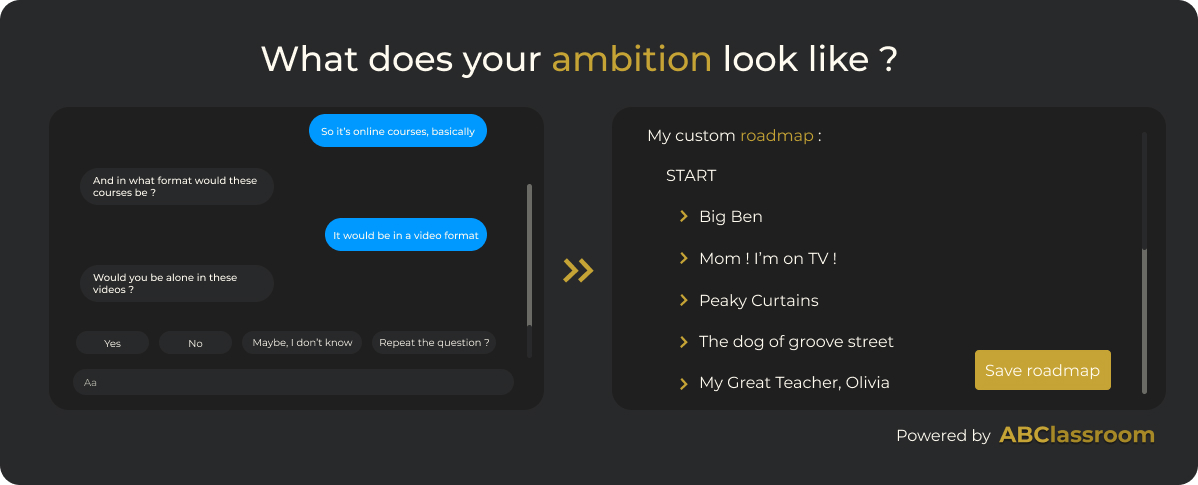 What does your ambition look like ?
So it's online courses, basically
And in what format would these
courses be ?
It would be in a video format
Would you be alone in these
videos ?
Yes
No
Maybe, I don't know
Repeat the question ?
Aa
My custom roadmap :
START
Big Ben
Mom ! I'm on TV !
Peaky Curtains
The dog of groove street
My Great Teacher, Olivia
Save roadmap
Powered by ABClassroom